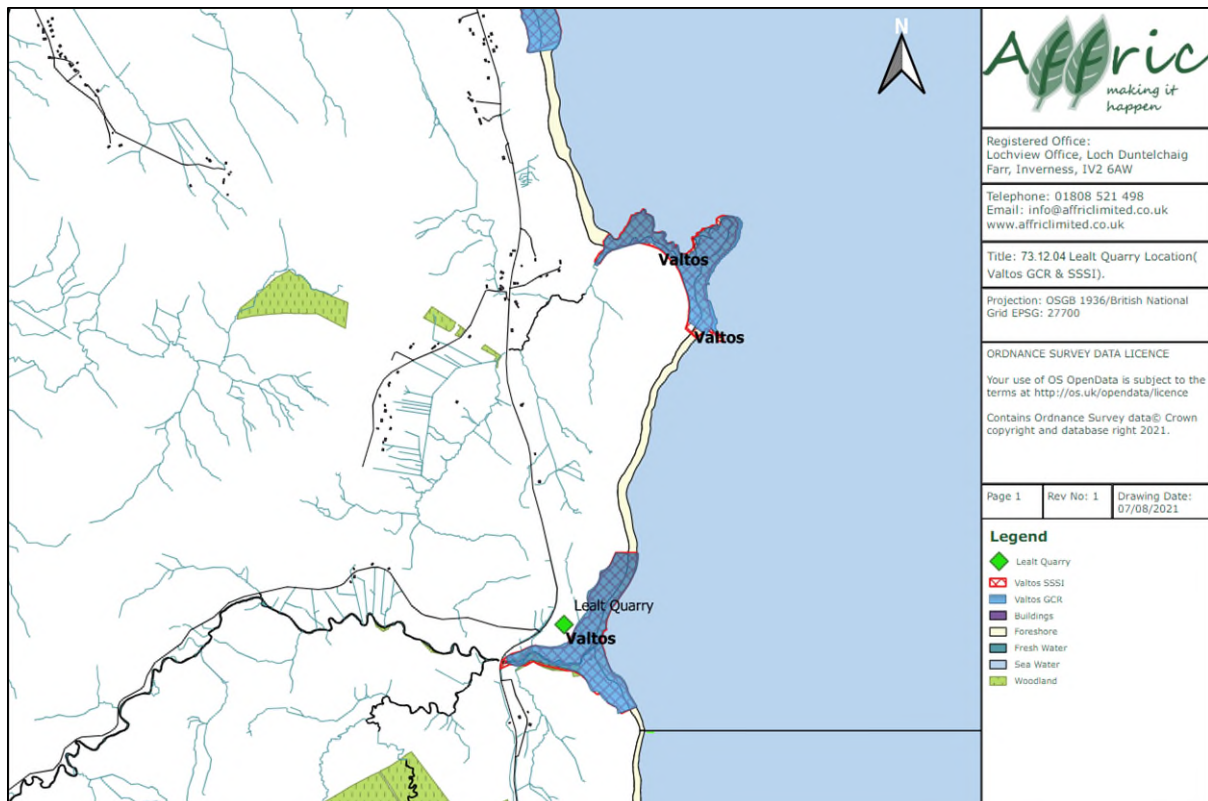 N
Valtos
Valtos
Lealt Quarry
Valtos
Affric
making it
happen
Registered Office:
Lochview Office, Loch Duntelchaig
Farr, Inverness, IV2 6AW
Telephone: 01808 521 498
Email: info@affriclimited.co.uk
www.affriclimited.co.uk
Title: 73.12.04 Lealt Quarry Location(
Valtos GCR & SSSI).
Projection: OSGB 1936/British National
Grid EPSG: 27700
ORDNANCE SURVEY DATA LICENCE
Your use of OS OpenData is subject to the
terms at http://os.uk/opendata/licence
Contains Ordnance Survey data© Crown
copyright and database right 2021.
Page 1
Rev No: 1
Drawing Date:
07/08/2021
Legend
Lealt Quarry
Valtos SSSI
Valtos GCR
Buildings
Foreshore
Fresh Water
Sea Water
Woodland